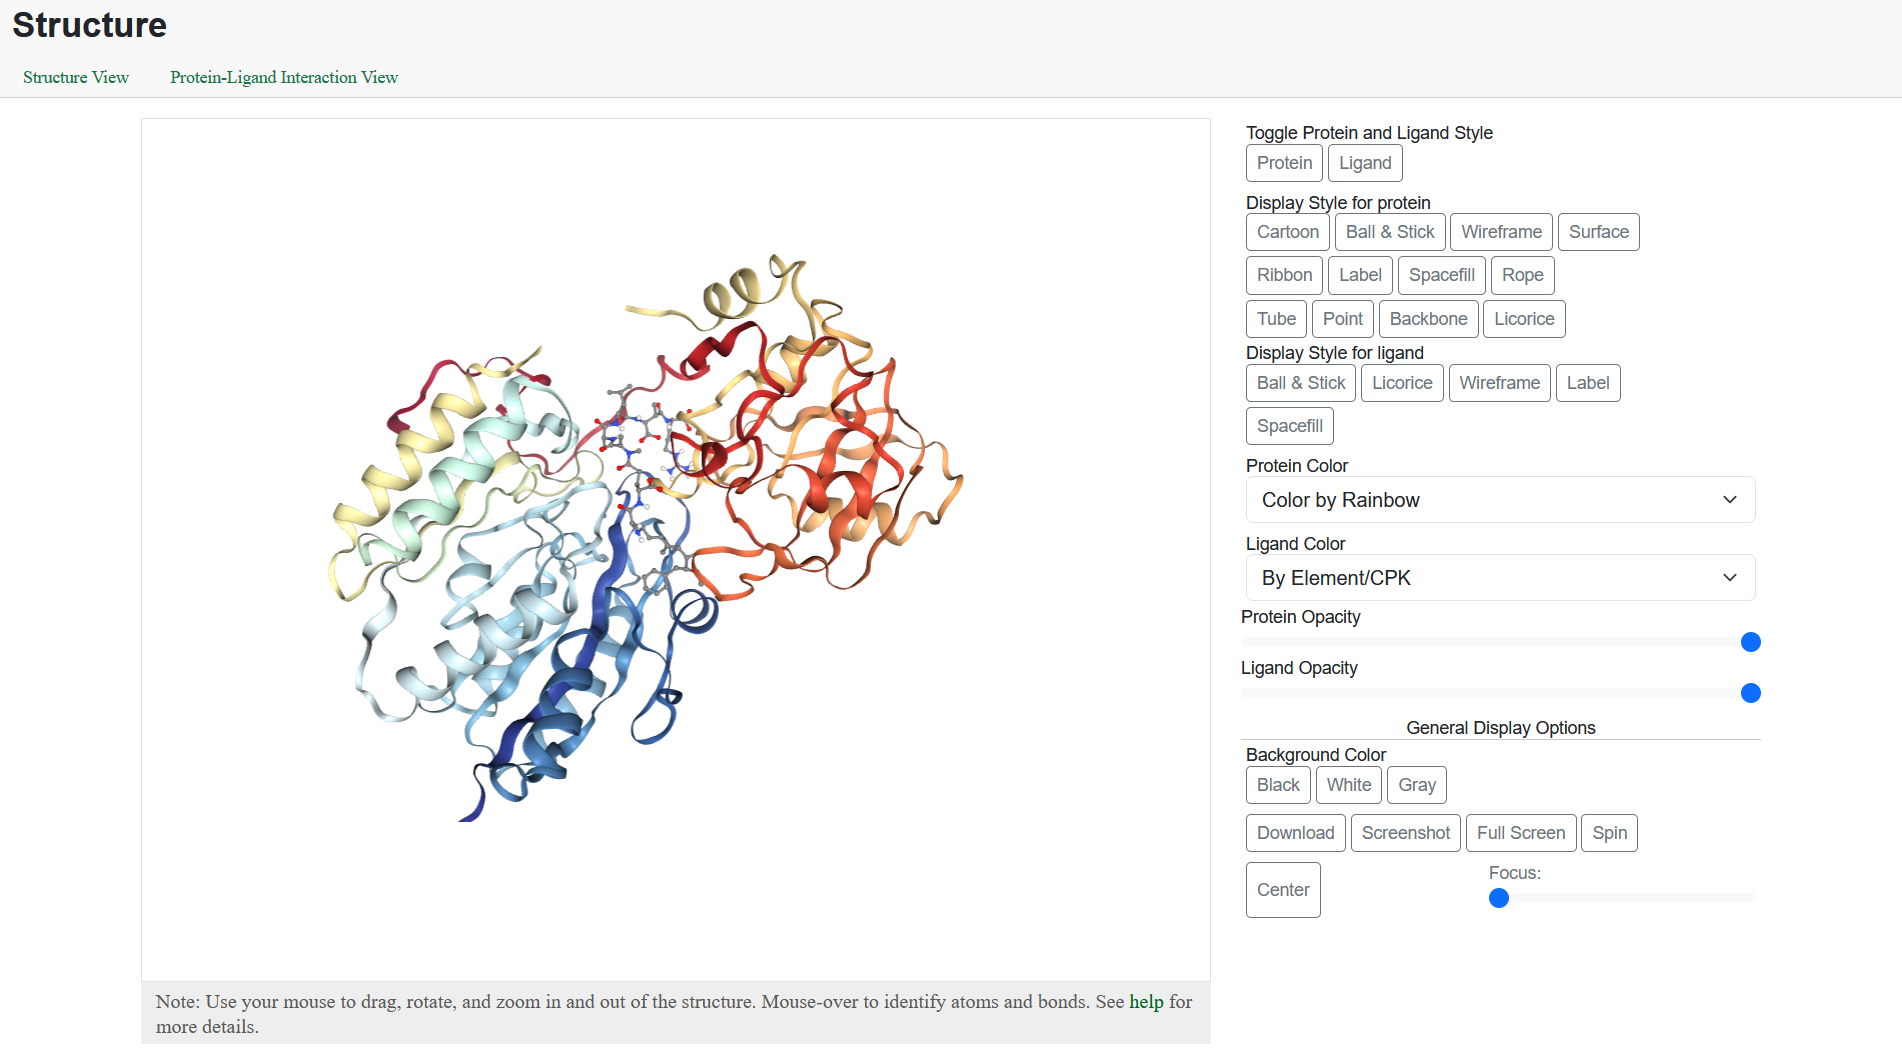 Structure
Structure View
Protein-Ligand Interaction View
Toggle Protein and Ligand Style
Protein Ligand
Display Style for protein
Cartoon Ball & Stick Wireframe Surface
Ribbon Label Spacefill Rope
Tube Point Backbone Licorice
Display Style for ligand
Ball & Stick Licorice Wireframe Label
Spacefill
Protein Color
Color by Rainbow
Ligand Color
By Element/CPK
Protein Opacity
Ligand Opacity
General Display Options
Background Color
Black White Gray
Download Screenshot Full Screen Spin
Center
Focus:
Note: Use your mouse to drag, rotate, and zoom in and out of the structure. Mouse-over to identify atoms and bonds. See help for
more details.